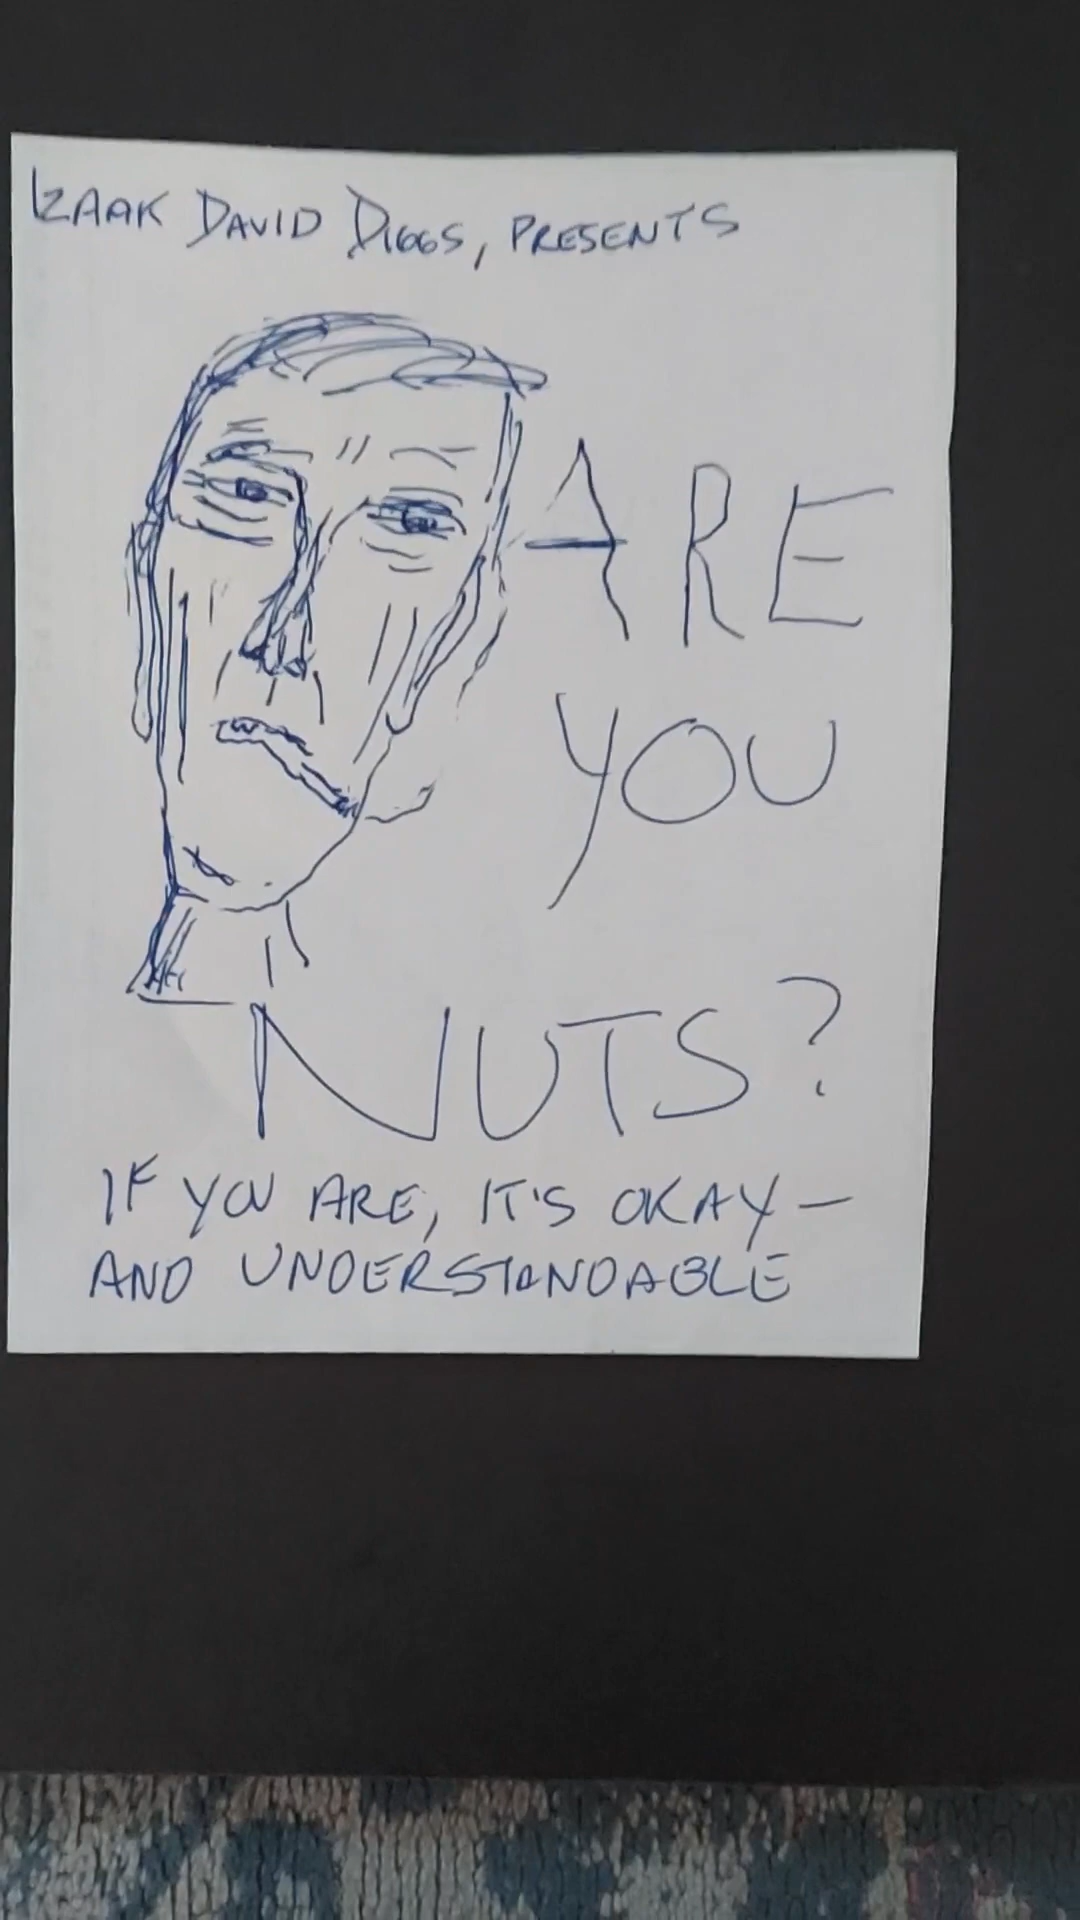 IZAAK DAVID DIGGS, PRESENTS
ARE
YOU
NUTS?
IF YOU ARE, IT'S OKAY—
AND UNDERSTANDABLE